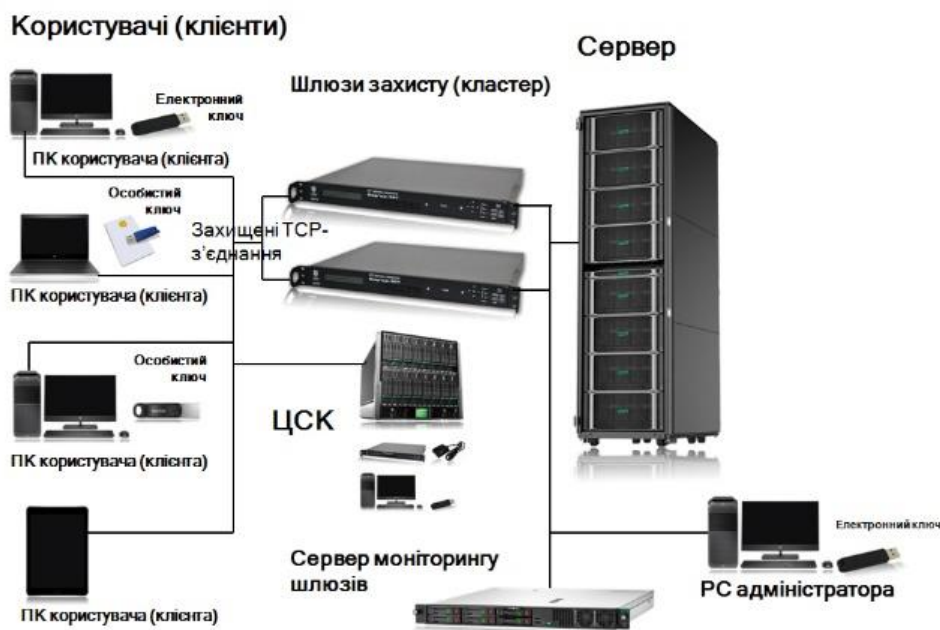 Користувачі (клієнти)
Сервер
Шлюзи захисту (кластер)
Електронний
ключ
ПК користувача (клієнта)
Особистий
ключ
Захищені TCP-
з’єднання
ПК користувача (клієнта)
Особистий
ключ
ЦСК
ПК користувача (клієнта)
Електронний ключ
Сервер моніторингу
шлюзів
РС адміністратора
ПК користувача (клієнта)